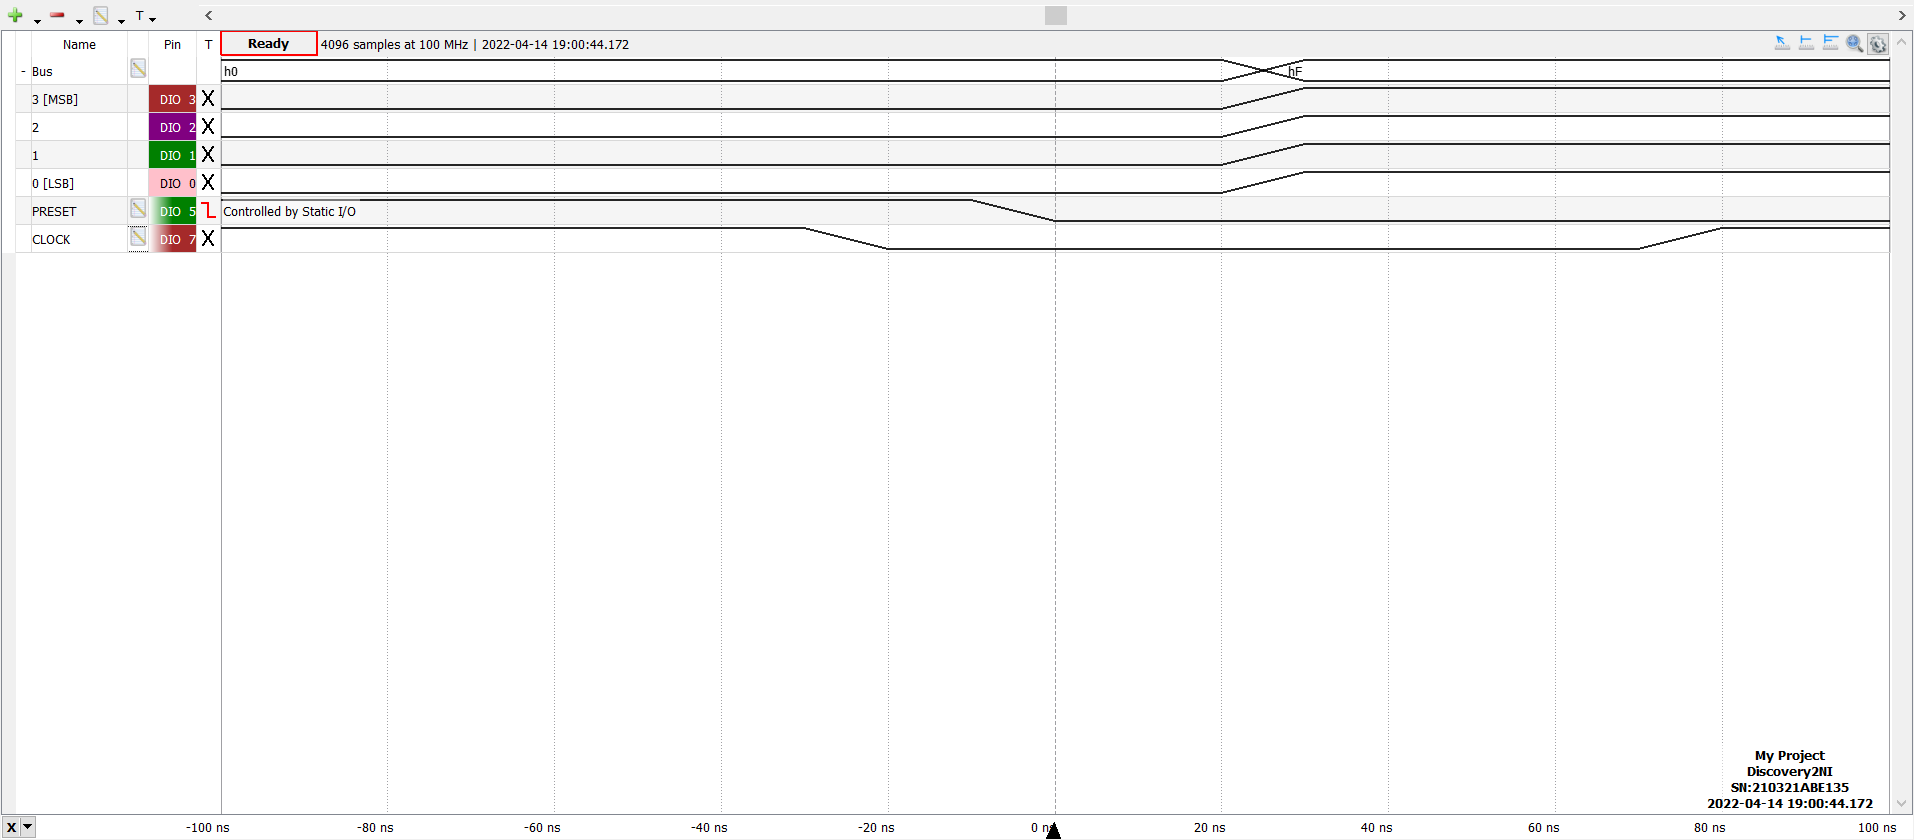 T
Name Pin T Ready 4096 samples at 100 MHz | 2022-04-14 19:00:44.172
- Bus h0 hF
3 [MSB] DIO 3 X
2 DIO 2 X
1 DIO 1 X
0 [LSB] DIO 0 X
PRESET DIO 5 Controlled by Static I/O
CLOCK DIO 7 X
My Project
Discovery2NI
SN:210321ABE135
2022-04-14 19:00:44.172
X -100 ns -80 ns -60 ns -40 ns -20 ns 0 ns 20 ns 40 ns 60 ns 80 ns 100 ns